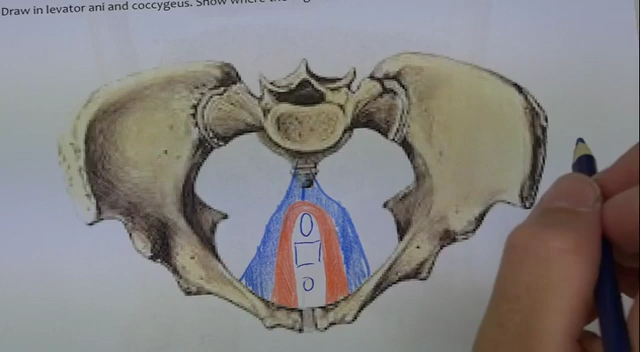 Draw in levator ani and coccygeus. Show where the